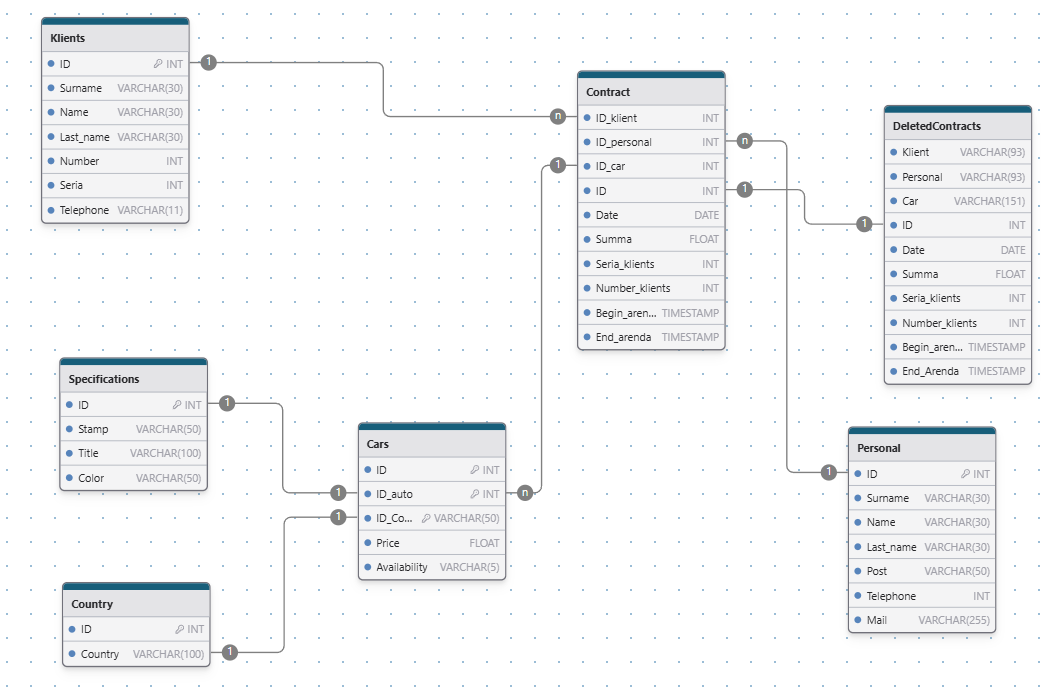 Klients
ID INT
Surname VARCHAR(30)
Name VARCHAR(30)
Last_name VARCHAR(30)
Number INT
Seria INT
Telephone VARCHAR(11)
1
n
Contract
ID_klient INT
ID_personal INT
ID_car INT
ID INT
Date DATE
Summa FLOAT
Seria_klients INT
Number_klients INT
Begin_aren... TIMESTAMP
End_arenda TIMESTAMP
n
1
1
1
DeletedContracts
Klient VARCHAR(93)
Personal VARCHAR(93)
Car VARCHAR(151)
ID INT
Date DATE
Summa FLOAT
Seria_klients INT
Number_klients INT
Begin_aren... TIMESTAMP
End_Arenda TIMESTAMP
Specifications
ID INT
Stamp VARCHAR(50)
Title VARCHAR(100)
Color VARCHAR(50)
1
1
1
Cars
ID INT
ID_auto INT
ID_Co... VARCHAR(50)
Price FLOAT
Availability VARCHAR(5)
n
1
Personal
ID INT
Surname VARCHAR(30)
Name VARCHAR(30)
Last_name VARCHAR(30)
Post VARCHAR(50)
Telephone INT
Mail VARCHAR(255)
Country
ID INT
Country VARCHAR(100)
1